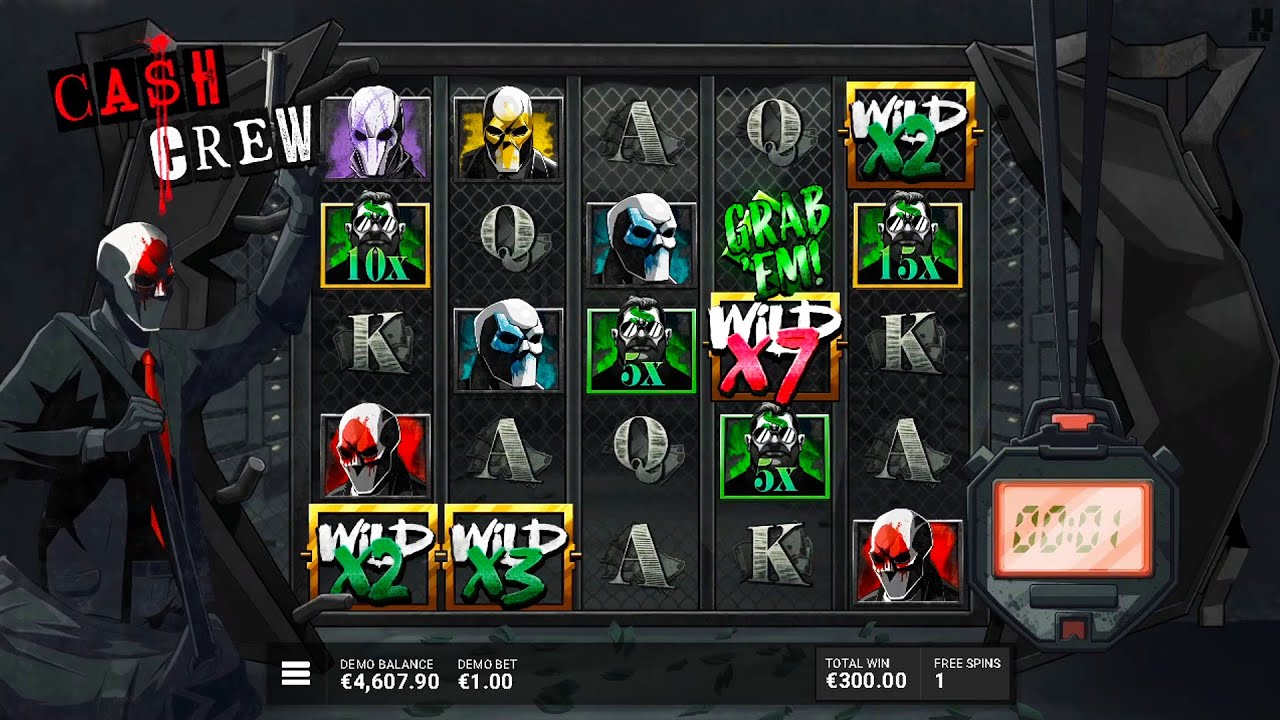 CA$H
CREW
A
Q
WILD
X2
10x
Q
GRAB
'EM!
15x
K
5x
WILD
X7
K
A
Q
5x
A
WILD
X2
WILD
X3
A
K
00:01
DEMO BALANCE
€4,607.90
DEMO BET
€1.00
TOTAL WIN
€300.00
FREE SPINS
1